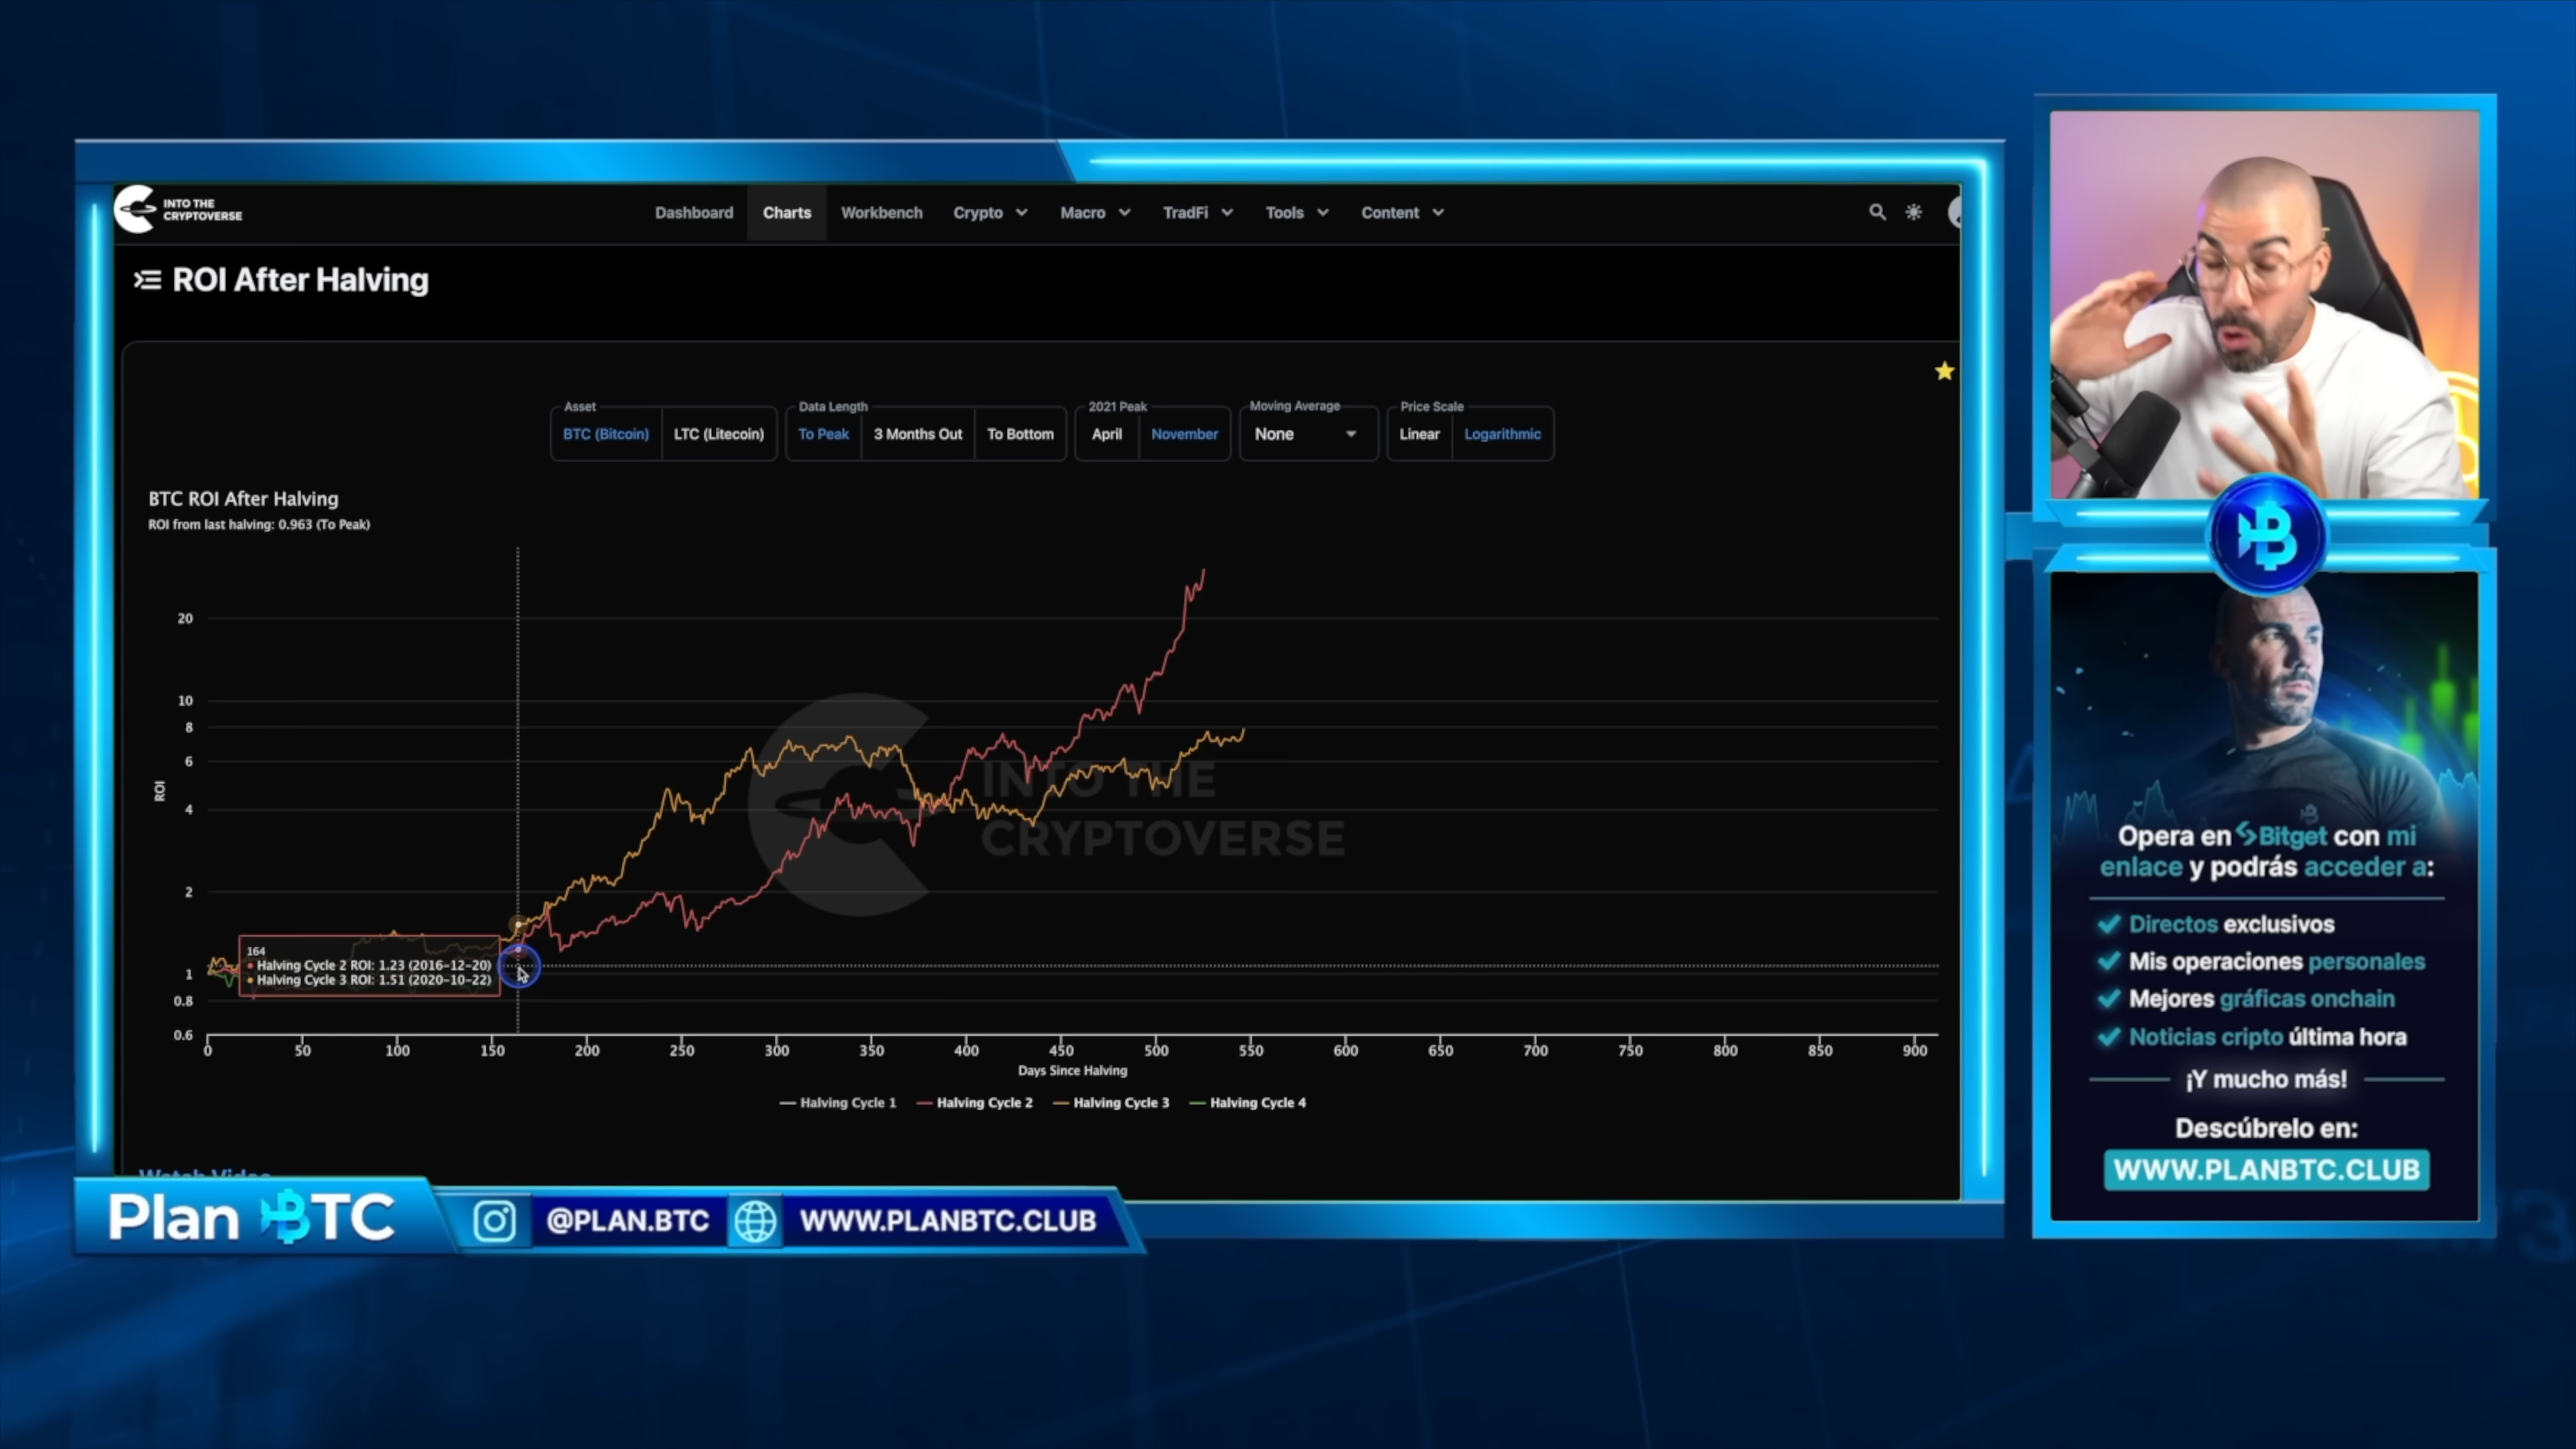 INTO THE
CRYPTOVERSE
Dashboard
Charts
Workbench
Crypto
Macro
TradFi
Tools
Content
ROI After Halving
Asset
BTC (Bitcoin)
LTC (Litecoin)
Data Length
To Peak
3 Months Out
To Bottom
2021 Peak
April
November
Moving Average
None
Price Scale
Linear
Logarithmic
BTC ROI After Halving
ROI from last halving: 0.963 (To Peak)
20
10
8
6
4
2
1
0.8
0.6
ROI
INTO THE
CRYPTOVERSE
164
Halving Cycle 2 ROI: 1.23 (2016-12-20)
Halving Cycle 3 ROI: 1.51 (2020-10-22)
0 50 100 150 200 250 300 350 400 450 500 550 600 650 700 750 800 850 900
Days Since Halving
Halving Cycle 1
Halving Cycle 2
Halving Cycle 3
Halving Cycle 4
Watch Video
Plan BTC
@PLAN.BTC
WWW.PLANBTC.CLUB
Opera en Bitget con mi
enlace y podrás acceder a:
Directos exclusivos
Mis operaciones personales
Mejores gráficas onchain
Noticias cripto última hora
¡Y mucho más!
Descúbrelo en:
WWW.PLANBTC.CLUB